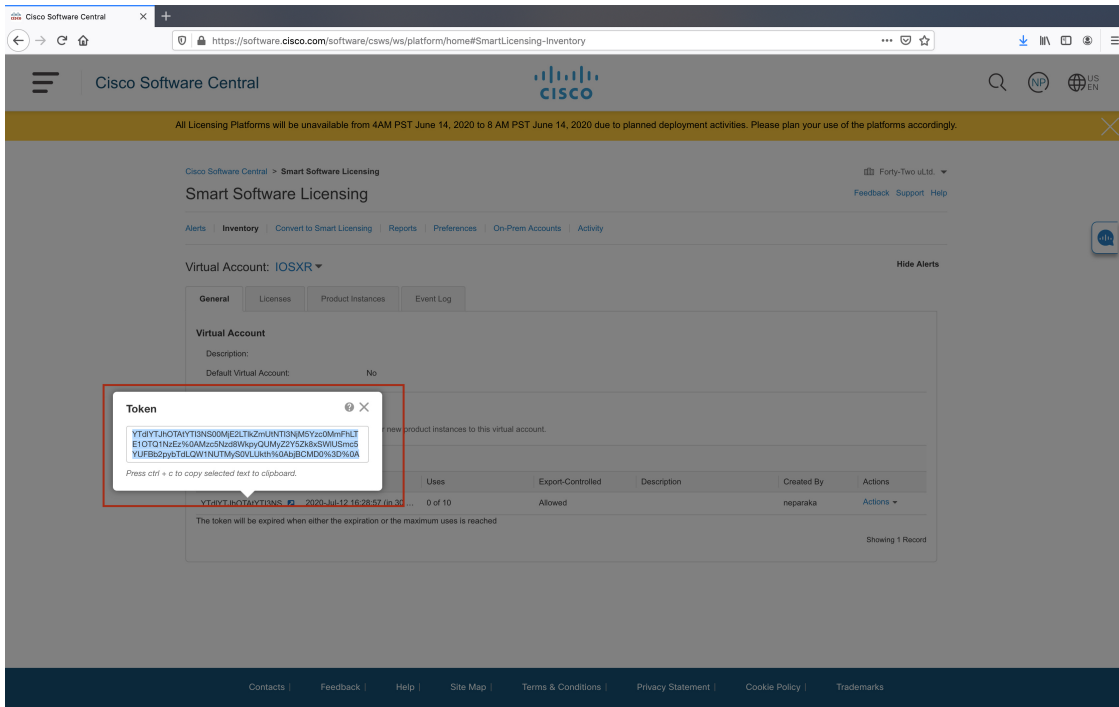 Cisco Software Central
https://software.cisco.com/software/csws/ws/platform/home#SmartLicensing-Inventory
Cisco Software Central
CISCO
NP
US
EN
All Licensing Platforms will be unavailable from 4AM PST June 14, 2020 to 8 AM PST June 14, 2020 due to planned deployment activities. Please plan your use of the platforms accordingly.
Cisco Software Central > Smart Software Licensing
Forty-Two uLtd.
Smart Software Licensing
Feedback Support Help
Alerts | Inventory | Convert to Smart Licensing | Reports | Preferences | On-Prem Accounts | Activity
Virtual Account: IOSXR
Hide Alerts
General Licenses Product Instances Event Log
Virtual Account
Description:
Default Virtual Account: No
Token
new product instances to this virtual account.
Press ctrl + c to copy selected text to clipboard.
Uses Export-Controlled Description Created By Actions
2020-Jul-12 16:28:57 (in 30 ... 0 of 10 Allowed neparaka Actions
The token will be expired when either the expiration or the maximum uses is reached
Showing 1 Record
Contacts | Feedback | Help | Site Map | Terms & Conditions | Privacy Statement | Cookie Policy | Trademarks